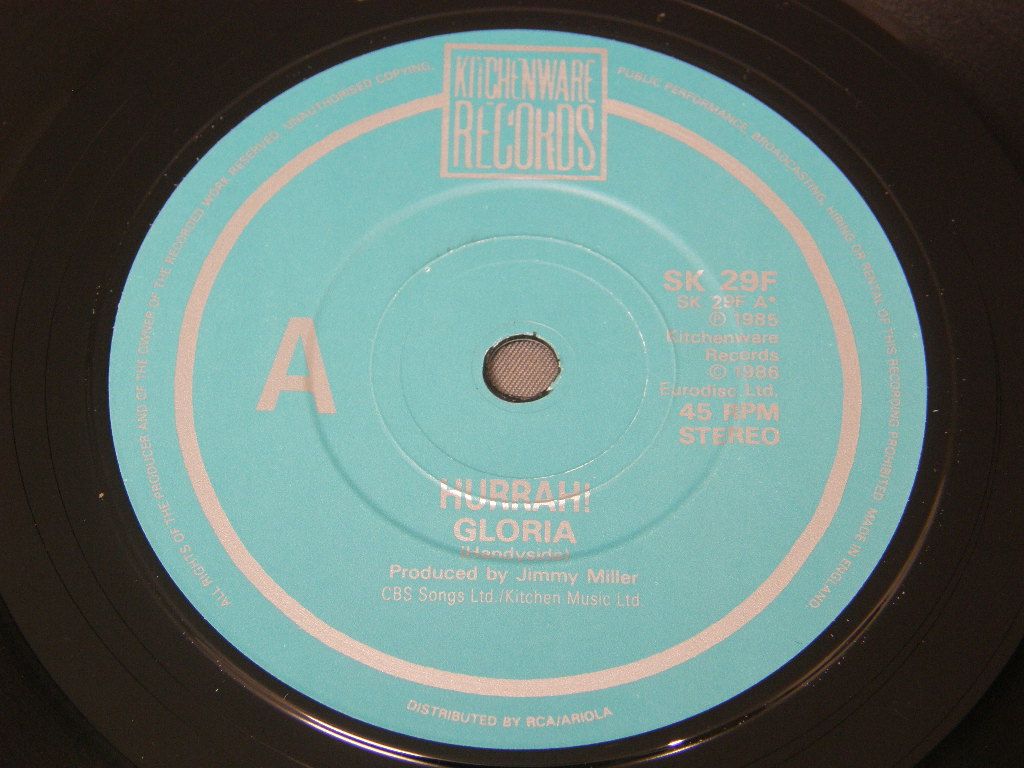 KITCHENWARE
RECORDS
ALL RIGHTS OF THE PRODUCER AND OF THE OWNER OF THE RECORDED WORK RESERVED. UNAUTHORISED COPYING,
PUBLIC PERFORMANCE, BROADCASTING, HIRING OR RENTAL OF THIS RECORDING PROHIBITED. MADE IN ENGLAND.
A
SK 29F
SK 29F A*
© 1985
Kitchenware
Records
© 1986
Eurodisc Ltd.
45 RPM
STEREO
HURRAH!
GLORIA
(Handyside)
Produced by Jimmy Miller
CBS Songs Ltd./Kitchen Music Ltd.
DISTRIBUTED BY RCA/ARIOLA